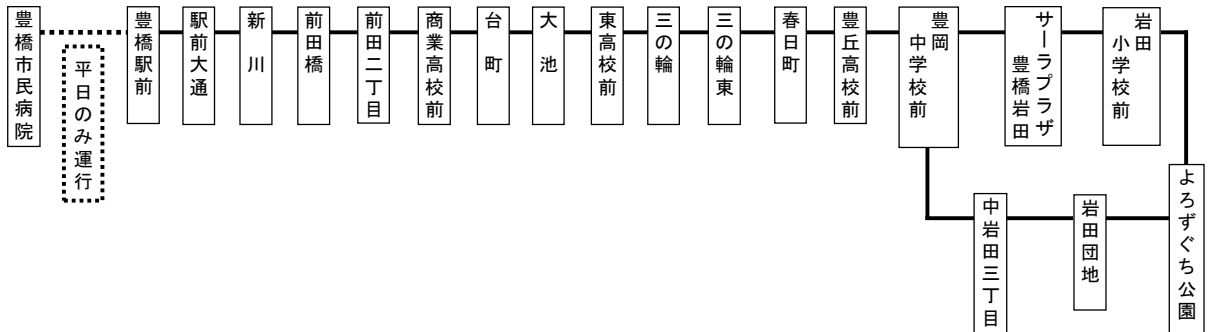 豊橋市民病院
平日のみ運行
豊橋駅前
駅前大通
新川
前田橋
前田二丁目
商業高校前
台町
大池
東高校前
三の輪
三の輪東
春日町
豊丘高校前
豊岡
中学校前
サーラプラザ
豊橋岩田
岩田
小学校前
よろずぐち公園
岩田団地
中岩田三丁目